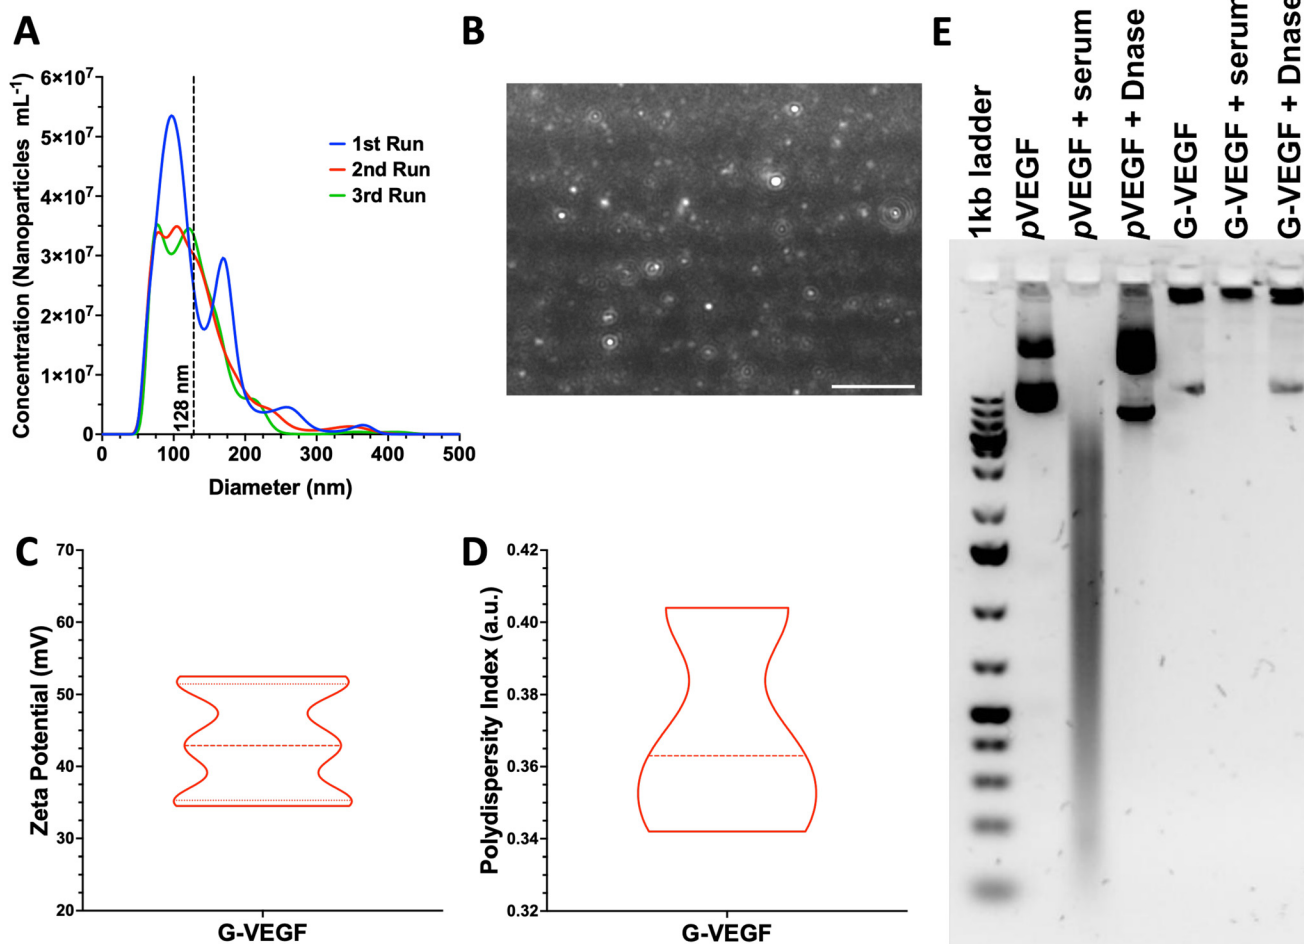 A
Concentration (Nanoparticles mL⁻¹)
6×10⁷
5×10⁷
4×10⁷
3×10⁷
2×10⁷
1×10⁷
0
1st Run
2nd Run
3rd Run
128 nm
0 100 200 300 400 500
Diameter (nm)
B
C
Zeta Potential (mV)
70
60
50
40
30
20
G-VEGF
D
Polydispersity Index (a.u.)
0.42
0.40
0.38
0.36
0.34
0.32
G-VEGF
E
1kb ladder
pVEGF
pVEGF + serum
pVEGF + Dnase
G-VEGF
G-VEGF + serum
G-VEGF + Dnase